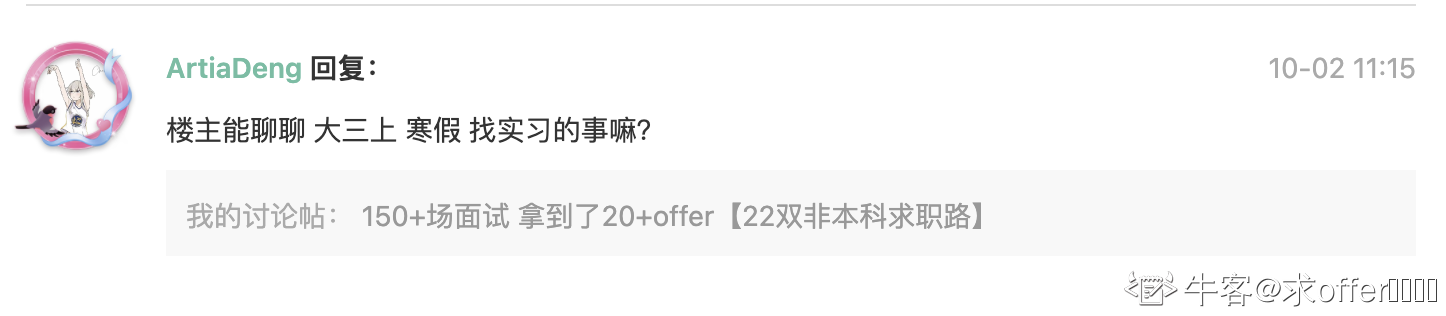 ArtiaDeng 回复： 10-02 11:15
楼主能聊聊 大三上 寒假 找实习的事嘛?
我的讨论帖： 150+场面试 拿到了20+offer【22双非本科求职路】
牛客@求offer